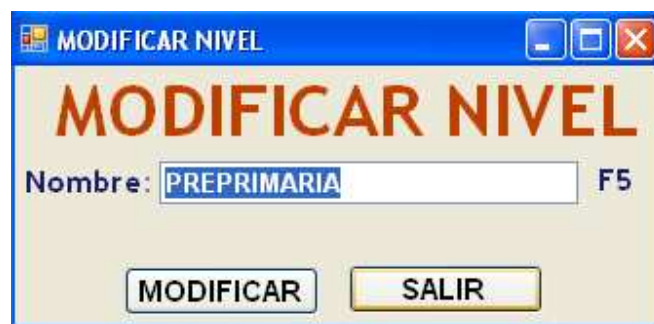 MODIFICAR NIVEL
MODIFICAR NIVEL
Nombre: PREPRIMARIA F5
MODIFICAR SALIR